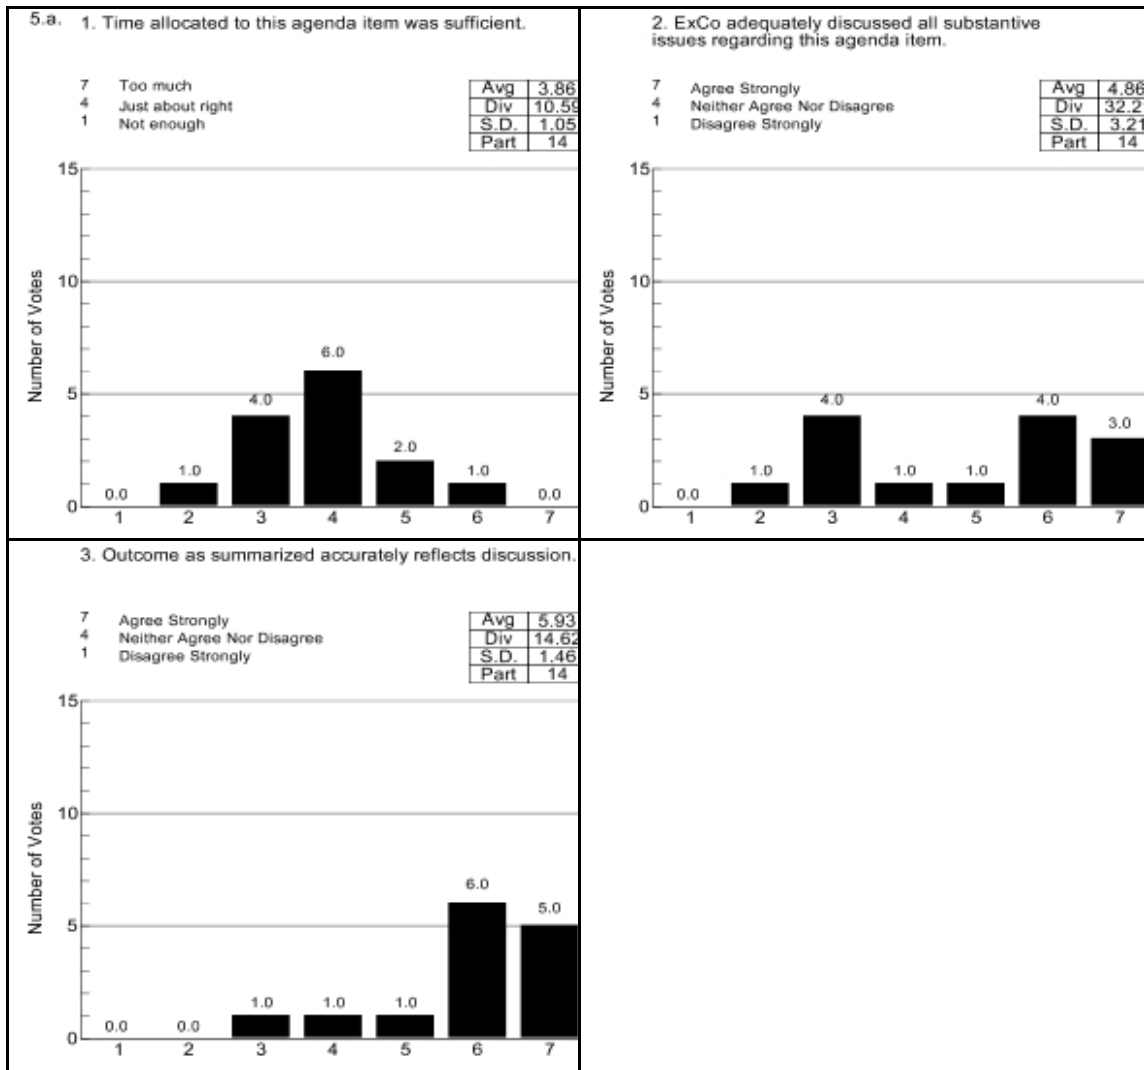 5.a. 1. Time allocated to this agenda item was sufficient.
7 Too much
4 Just about right
1 Not enough
Avg 3.86
Div 10.59
S.D. 1.05
Part 14
Number of Votes
15
10
5
0
0.0 1.0 4.0 6.0 2.0 1.0 0.0
1 2 3 4 5 6 7
2. ExCo adequately discussed all substantive
issues regarding this agenda item.
7 Agree Strongly
4 Neither Agree Nor Disagree
1 Disagree Strongly
Avg 4.86
Div 32.2
S.D. 3.21
Part 14
Number of Votes
15
10
5
0
0.0 1.0 4.0 1.0 1.0 4.0 3.0
1 2 3 4 5 6 7
3. Outcome as summarized accurately reflects discussion.
7 Agree Strongly
4 Neither Agree Nor Disagree
1 Disagree Strongly
Avg 5.93
Div 14.62
S.D. 1.46
Part 14
Number of Votes
15
10
5
0
0.0 0.0 1.0 1.0 1.0 6.0 5.0
1 2 3 4 5 6 7